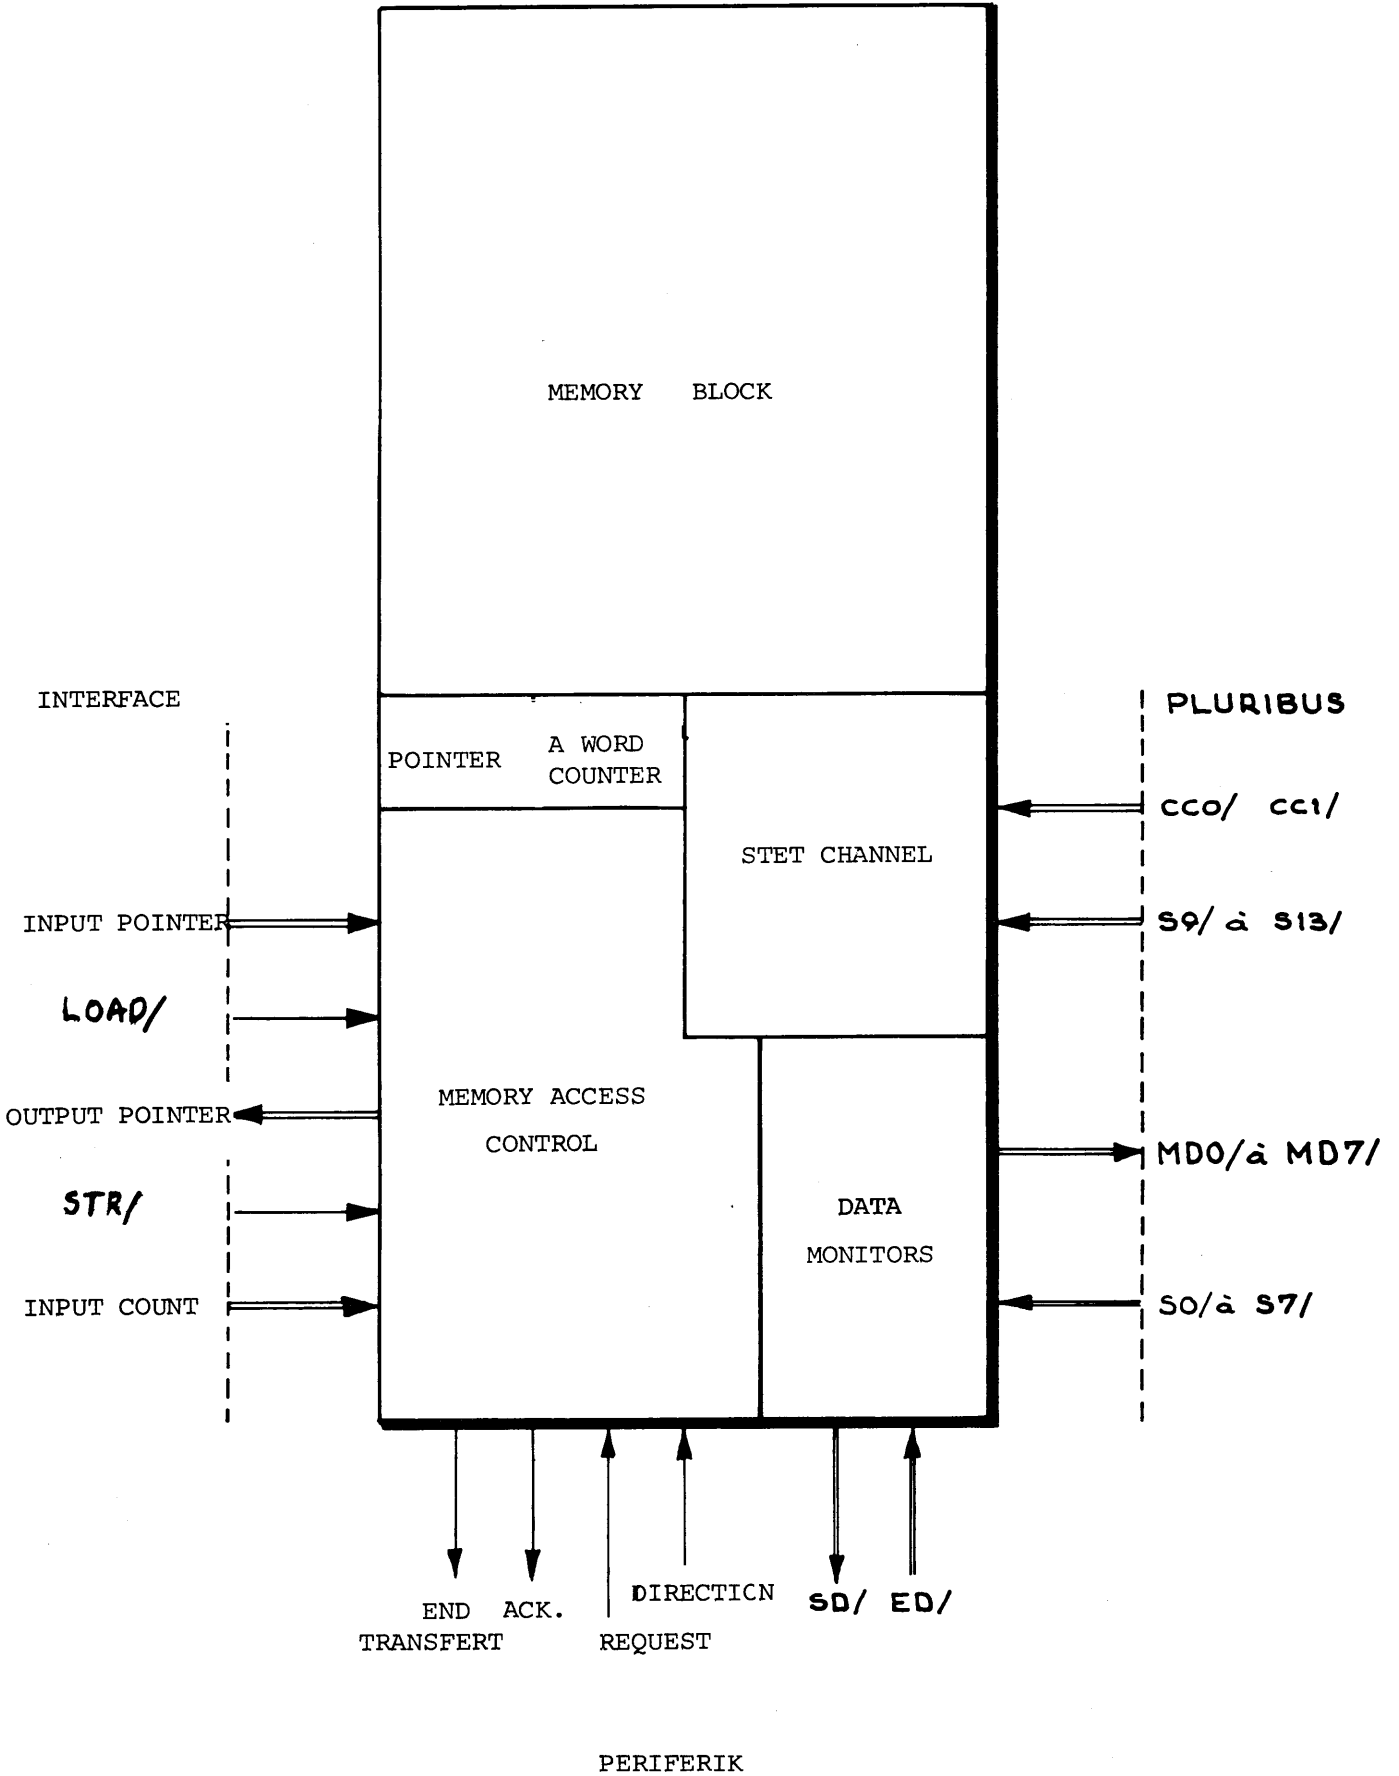 MEMORY BLOCK
INTERFACE
PLURIBUS
POINTER
A WORD
COUNTER
CC0/ CC1/
STET CHANNEL
INPUT POINTER
S9/ à S13/
LOAD/
MEMORY ACCESS
CONTROL
OUTPUT POINTER
MD0/à MD7/
STR/
DATA
MONITORS
INPUT COUNT
S0/à S7/
DIRECTION
SD/ ED/
END
TRANSFERT
ACK.
REQUEST
PERIFERIK